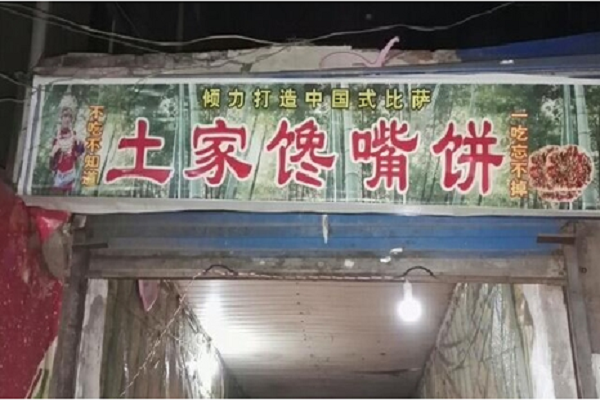 倾力打造中国式比萨
不吃不知道
土家馋嘴饼
一吃忘不掉